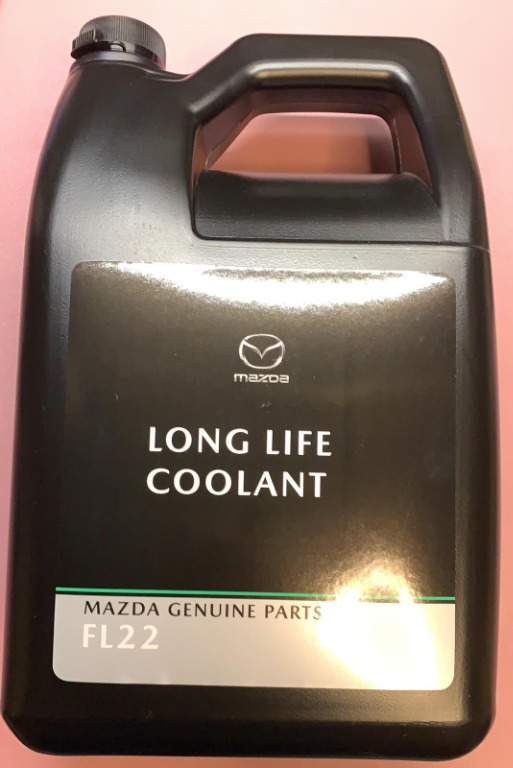 mazda
LONG LIFE
COOLANT
MAZDA GENUINE PARTS
FL22